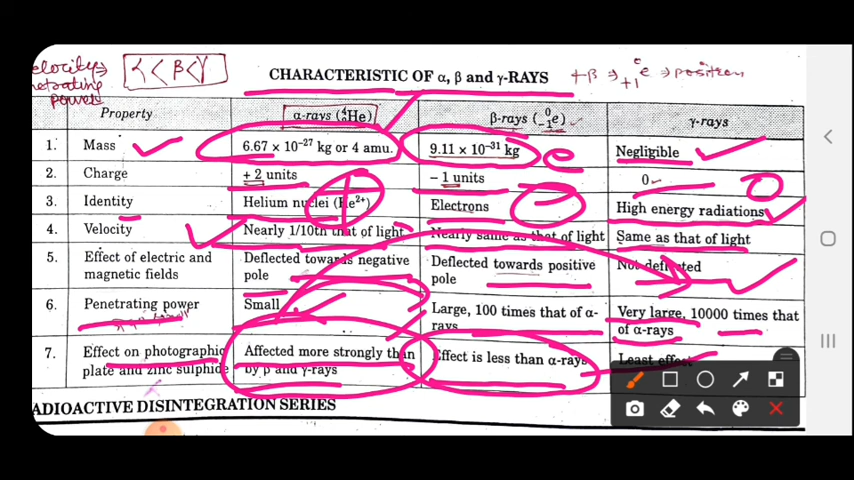 elocity⇒
netrating
power
α < β < γ
CHARACTERISTIC OF α, β and γ-RAYS
+β ⇒ ⁰₊₁e ⇒ positron
Property α-rays (⁴₂He) β-rays (⁰₋₁e) γ-rays
1. Mass 6.67 × 10⁻²⁷ kg or 4 amu. 9.11 × 10⁻³¹ kg Negligible
2. Charge + 2 units – 1 units 0
3. Identity Helium nuclei (He²⁺) Electrons High energy radiations
4. Velocity Nearly 1/10th that of light Nearly same as that of light Same as that of light
5. Effect of electric and Deflected towards negative Deflected towards positive Not deflected
magnetic fields pole pole
6. Penetrating power Small Large, 100 times that of α- Very large, 10000 times that
rays of α-rays
7. Effect on photographic Affected more strongly than Effect is less than α-rays Least effect
plate and zinc sulphide by β and γ-rays
ADIOACTIVE DISINTEGRATION SERIES